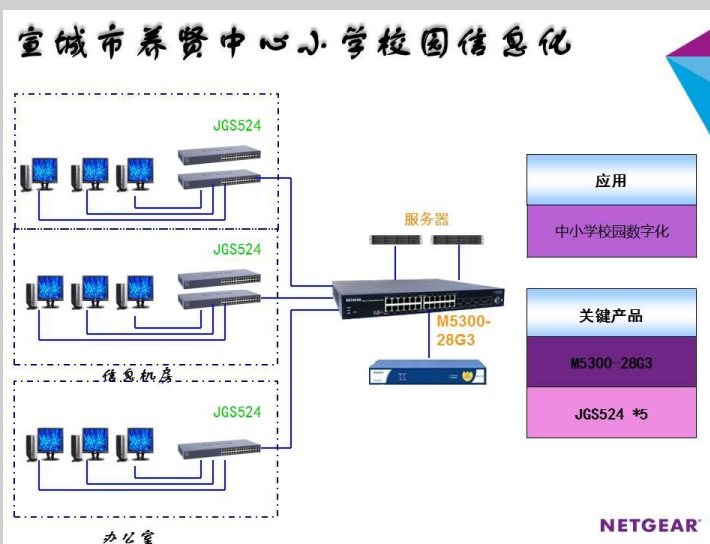 宣城市养贤中心小学校园信息化
JGS524
JGS524
信息机房
JGS524
办公室
服务器
NETGEAR
M5300-
28G3
应用
中小学校园数字化
关键产品
M5300-28G3
JGS524 *5
NETGEAR